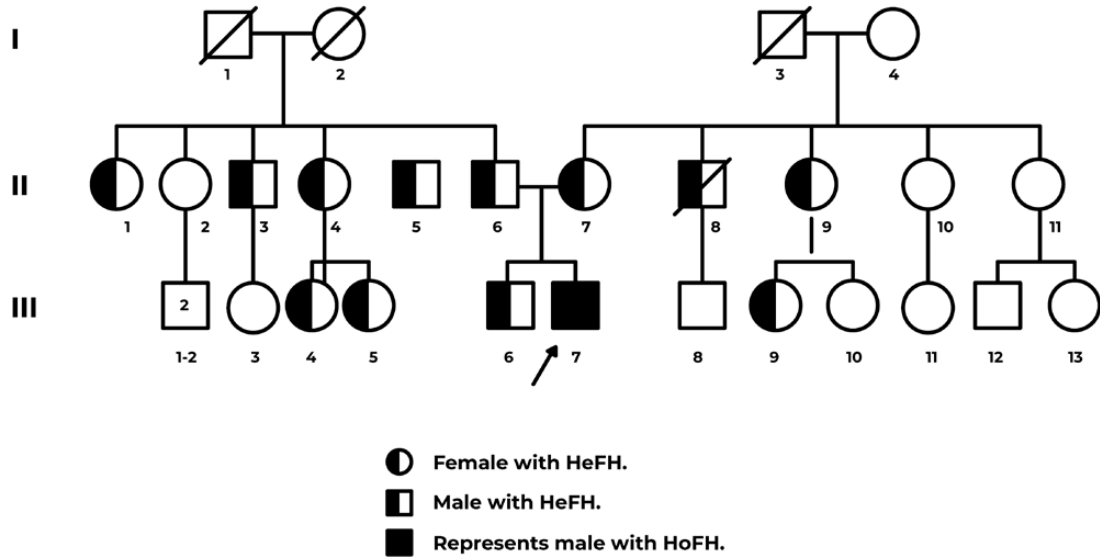 I
1 2 3 4
II
1 2 3 4 5 6 7 8 9 10 11
III
2
1-2 3 4 5 6 7 8 9 10 11 12 13
Female with HeFH.
Male with HeFH.
Represents male with HoFH.